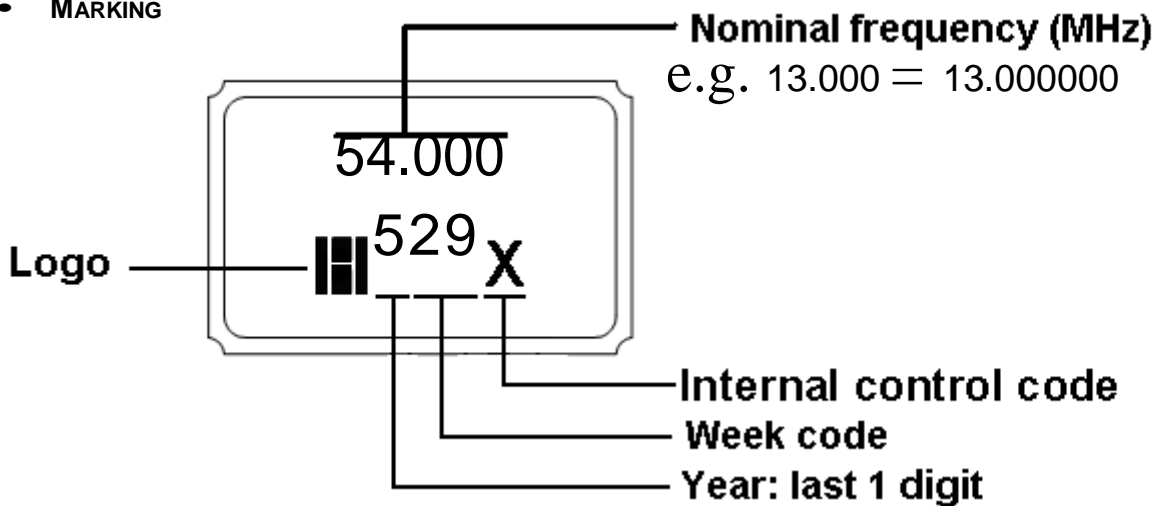 • MARKING
Nominal frequency (MHz)
e.g. 13.000 = 13.000000
54.000
529 X
Logo
Internal control code
Week code
Year: last 1 digit